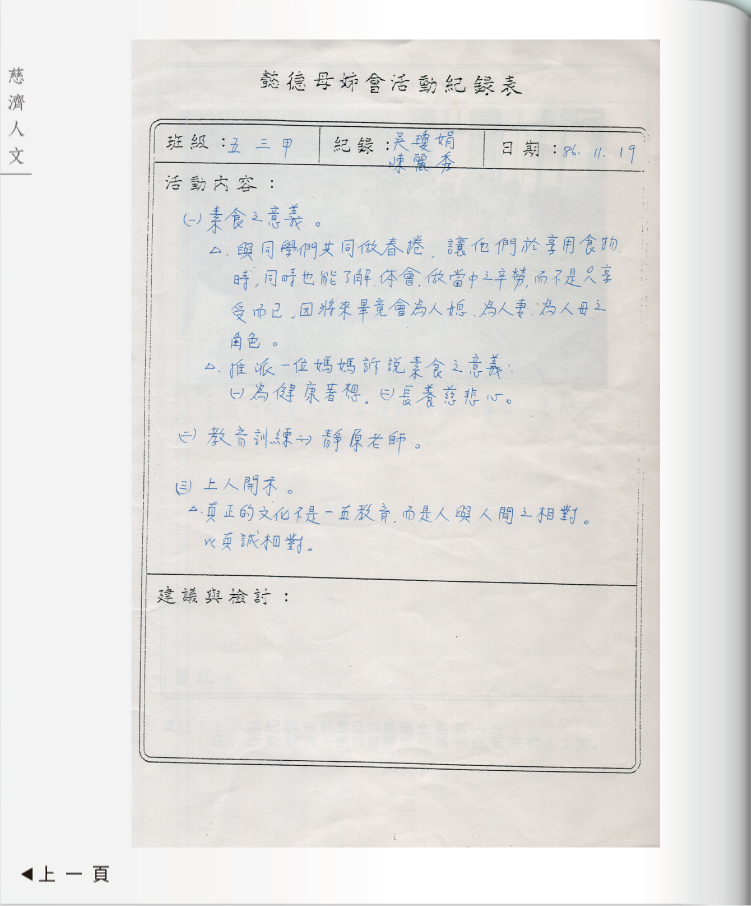 慈濟人文
懿德母姊會活動紀錄表
班級：五 三 甲
紀錄：吳瓊娟
陳麗秀
日期：86. 11. 19
活動內容：
(一) 素食之意義。
△. 與同學們共同做春捲，讓他們於享用食物
時，同時也能了解、体會、做當中之辛勞，而不是只享
受而已，因將來畢竟會為人媳、為人妻、為人母之
角色。
△. 推派一位媽媽訴說素食之意義：
(一) 為健康著想。(二) 長養慈悲心。
(二) 教育訓練→靜原老師。
(三) 上人開示。
△. 真正的文化不是一五教育，而是人與人間之相對。
以真誠相對。
建議與檢討：
◀上一頁